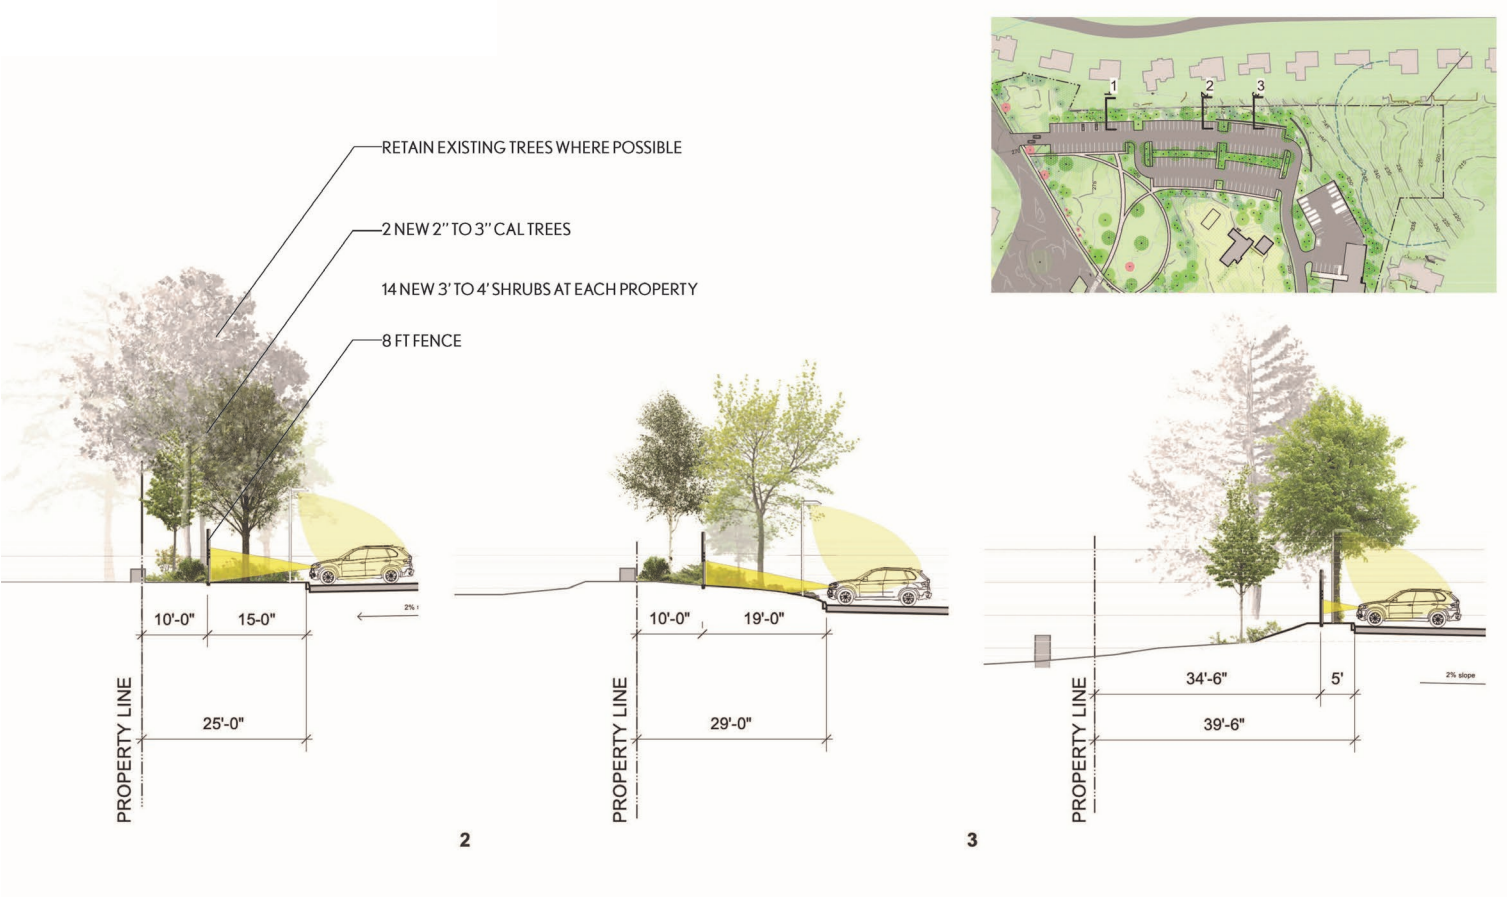 1
2
3
RETAIN EXISTING TREES WHERE POSSIBLE
2 NEW 2" TO 3" CAL TREES
14 NEW 3' TO 4' SHRUBS AT EACH PROPERTY
8 FT FENCE
10'-0"
15-0"
2%
25'-0"
PROPERTY LINE
10'-0"
19'-0"
29'-0"
PROPERTY LINE
34'-6"
5'
2% slope
39'-6"
PROPERTY LINE
2
3